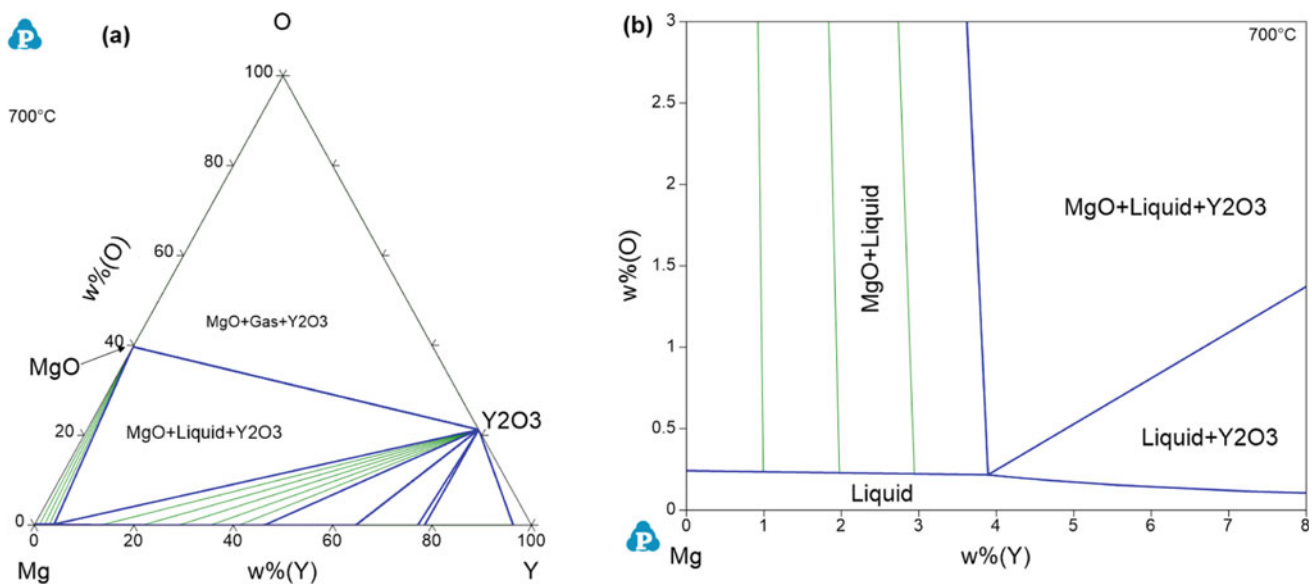 P
(a)
O
700°C
100
80
60
w%(O)
MgO+Gas+Y2O3
40
MgO
Y2O3
20
MgO+Liquid+Y2O3
0
0
20
40
60
80
100
Mg
w%(Y)
Y
(b)
700°C
3
2.5
2
1.5
1
0.5
0
w%(O)
MgO+Liquid
MgO+Liquid+Y2O3
Liquid+Y2O3
Liquid
0
1
2
3
4
5
6
7
8
P
Mg
w%(Y)
Y